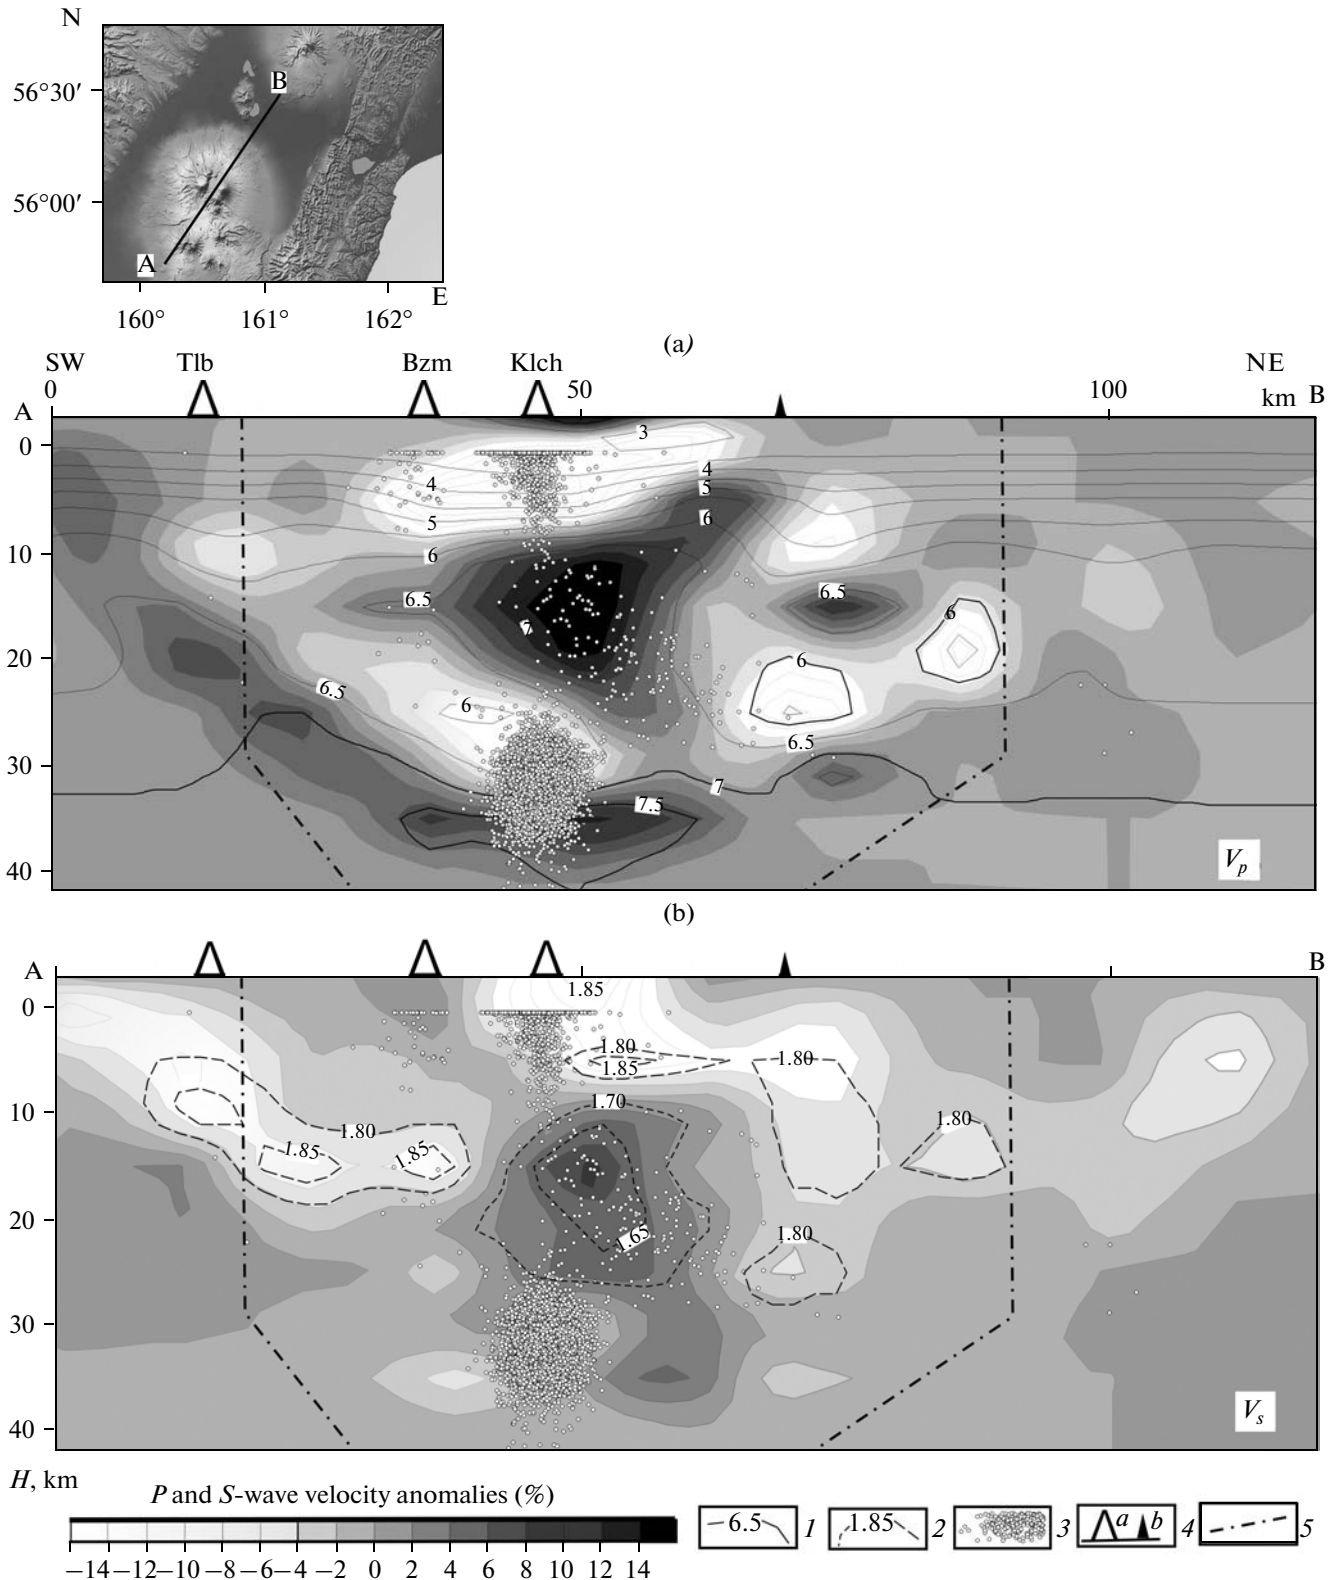 N
56°30′
B
56°00′
A
E
160° 161° 162°
(a)
SW Tlb Bzm Klch NE
0 50 100 km
A B
0
3
4
4
5
5
6
10
6
6.5
6.5
6
7
20
6
6.5
6
6.5
30
7
7.5
40
Vp
(b)
A B
1.85
0
1.80
1.85
1.80
1.70
10
1.80
1.80
1.85
1.85
20
1.80
1.65
30
40
Vs
H, km
P and S-wave velocity anomalies (%)
−14 −12 −10 −8 −6 −4 −2 0 2 4 6 8 10 12 14
6.5 1
1.85 2
3
a b 4
5